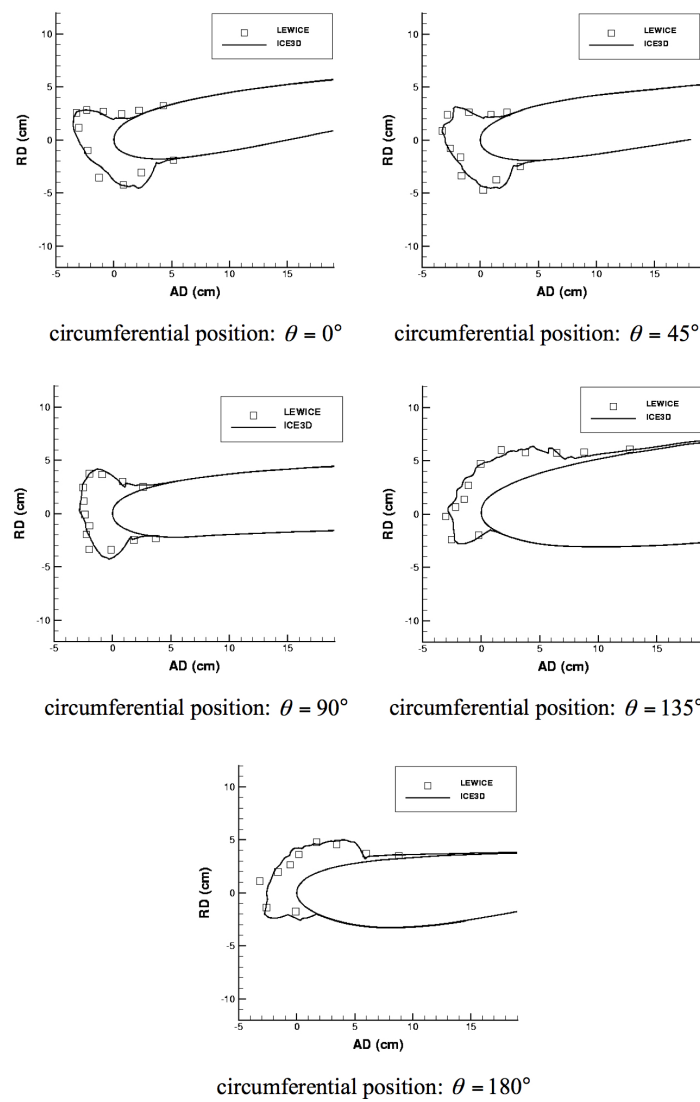 LEWICE
ICE3D
10
5
0
-5
-10
RD (cm)
-5 0 5 10 15
AD (cm)
circumferential position: θ = 0°
LEWICE
ICE3D
10
5
0
-5
-10
RD (cm)
-5 0 5 10 15
AD (cm)
circumferential position: θ = 45°
LEWICE
ICE3D
10
5
0
-5
-10
RD (cm)
-5 0 5 10 15
AD (cm)
circumferential position: θ = 90°
LEWICE
ICE3D
10
5
0
-5
-10
RD (cm)
-5 0 5 10 15
AD (cm)
circumferential position: θ = 135°
LEWICE
ICE3D
10
5
0
-5
-10
RD (cm)
-5 0 5 10 15
AD (cm)
circumferential position: θ = 180°